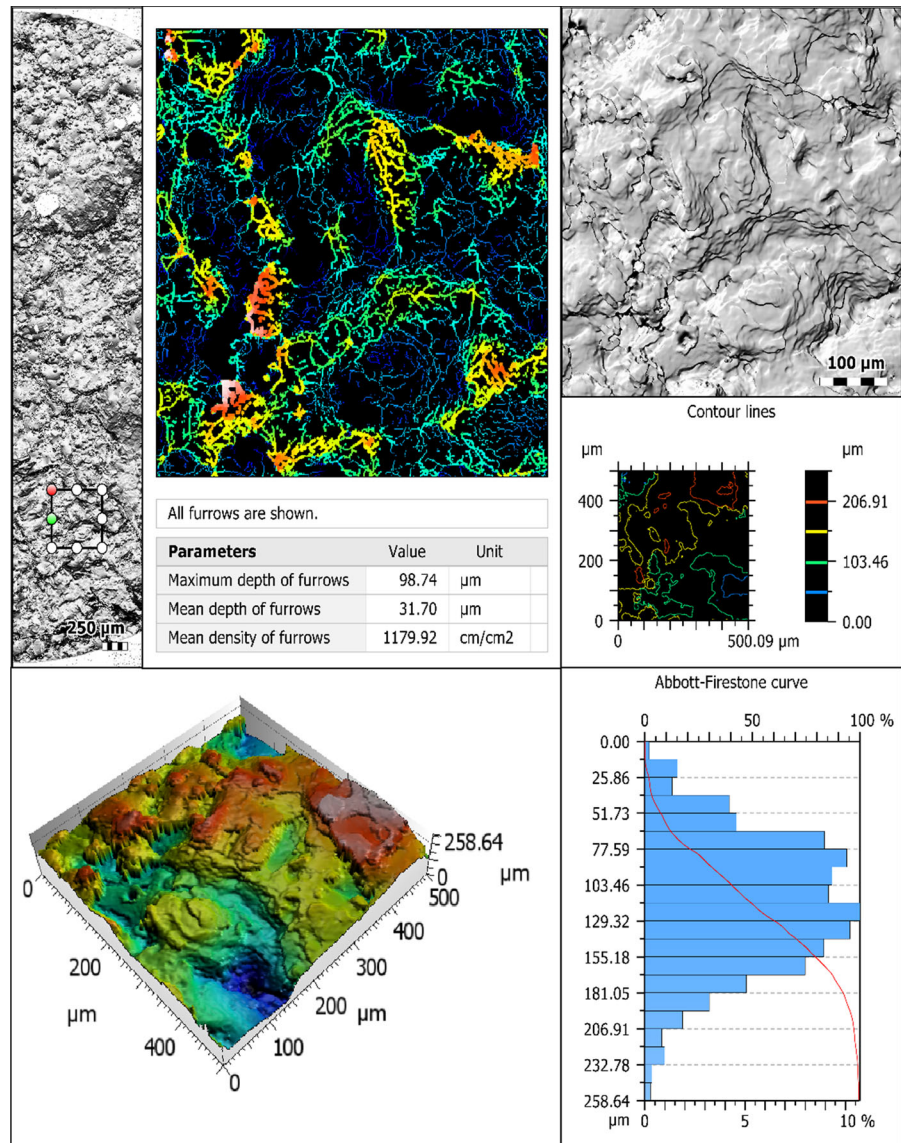 250 µm
All furrows are shown.
Parameters Value Unit
Maximum depth of furrows 98.74 µm
Mean depth of furrows 31.70 µm
Mean density of furrows 1179.92 cm/cm2
100 µm
Contour lines
µm µm
400
200
0
0 500.09 µm
206.91
103.46
0.00
258.64
µm
0
500
400
300
200
100
0
µm
0
200
400
µm
Abbott-Firestone curve
0 50 100 %
0.00
25.86
51.73
77.59
103.46
129.32
155.18
181.05
206.91
232.78
258.64
µm 0 5 10 %